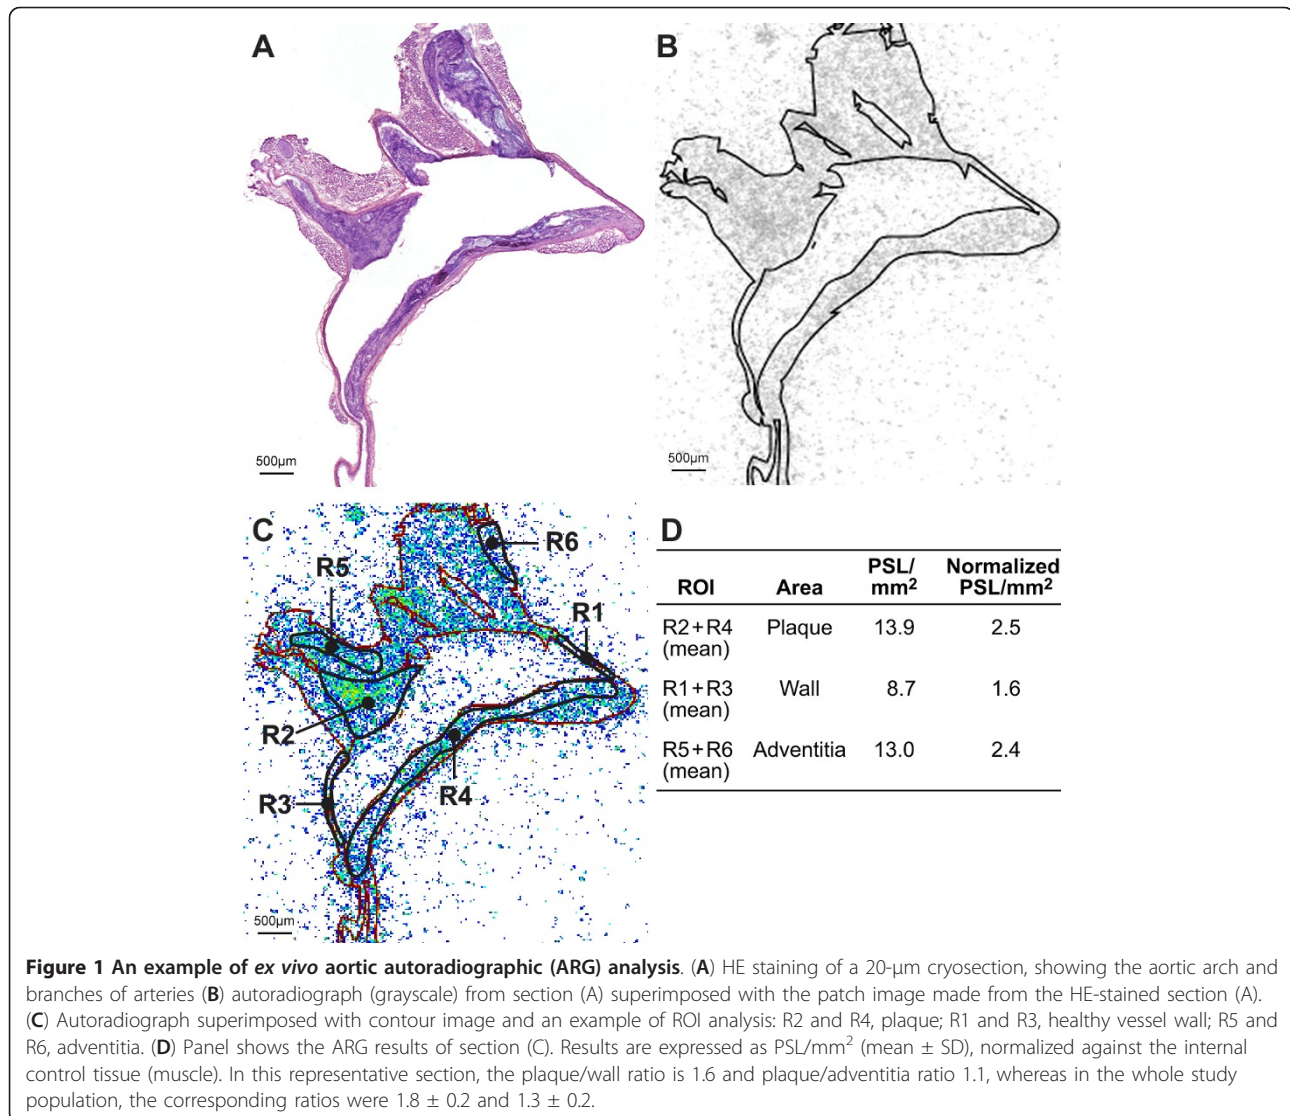 A
B
500µm
500µm
C
R6
R5
R1
R2
R3
R4
500µm
D
ROI Area PSL/mm2 Normalized PSL/mm2
R2+R4 (mean) Plaque 13.9 2.5
R1+R3 (mean) Wall 8.7 1.6
R5+R6 (mean) Adventitia 13.0 2.4
Figure 1 An example of ex vivo aortic autoradiographic (ARG) analysis. (A) HE staining of a 20-µm cryosection, showing the aortic arch and
branches of arteries (B) autoradiograph (grayscale) from section (A) superimposed with the patch image made from the HE-stained section (A).
(C) Autoradiograph superimposed with contour image and an example of ROI analysis: R2 and R4, plaque; R1 and R3, healthy vessel wall; R5 and
R6, adventitia. (D) Panel shows the ARG results of section (C). Results are expressed as PSL/mm2 (mean ± SD), normalized against the internal
control tissue (muscle). In this representative section, the plaque/wall ratio is 1.6 and plaque/adventitia ratio 1.1, whereas in the whole study
population, the corresponding ratios were 1.8 ± 0.2 and 1.3 ± 0.2.